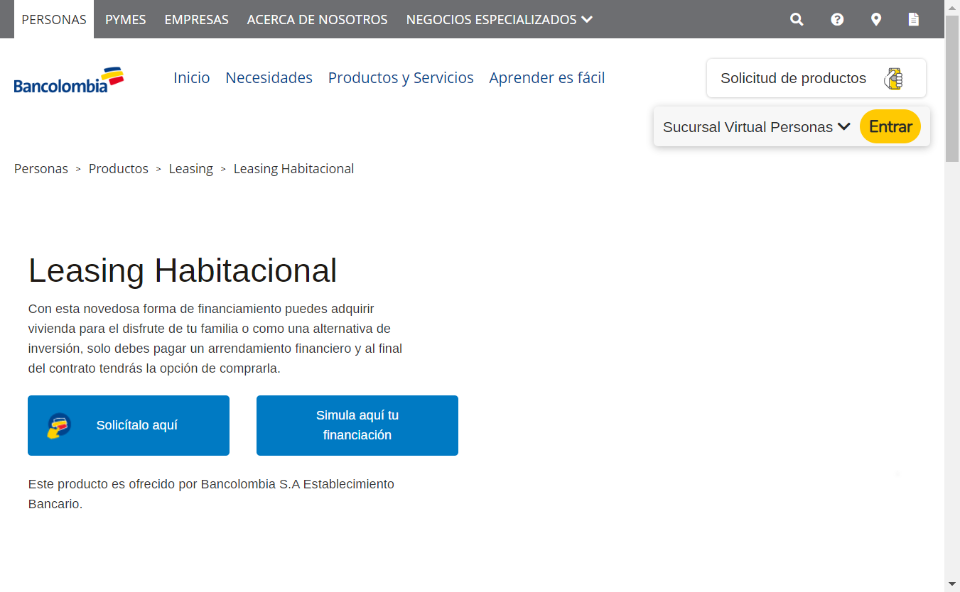 PERSONAS PYMES EMPRESAS ACERCA DE NOSOTROS NEGOCIOS ESPECIALIZADOS
Bancolombia Inicio Necesidades Productos y Servicios Aprender es fácil Solicitud de productos
Sucursal Virtual Personas Entrar
Personas > Productos > Leasing > Leasing Habitacional
Leasing Habitacional
Con esta novedosa forma de financiamiento puedes adquirir
vivienda para el disfrute de tu familia o como una alternativa de
inversión, solo debes pagar un arrendamiento financiero y al final
del contrato tendrás la opción de comprarla.
Solicítalo aquí
Simula aquí tu
financiación
Este producto es ofrecido por Bancolombia S.A Establecimiento
Bancario.